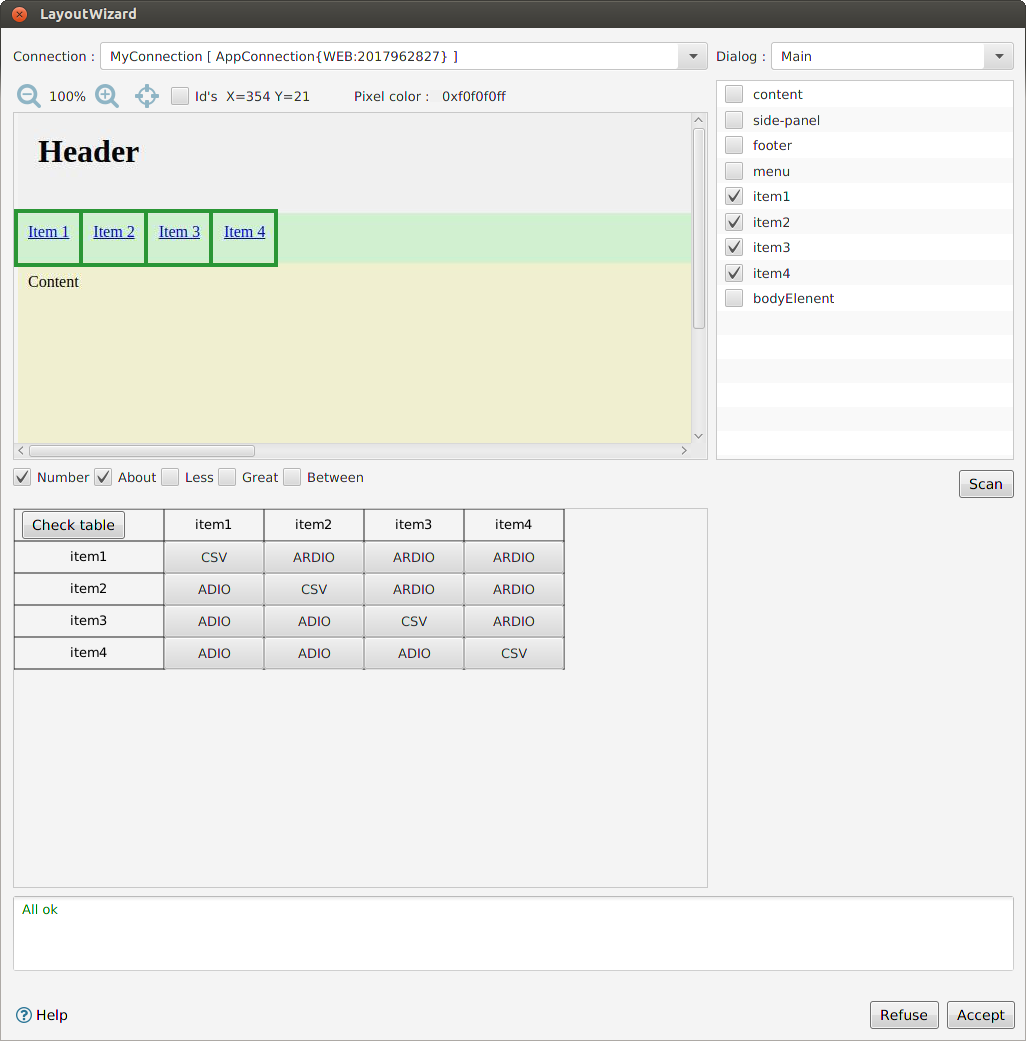 LayoutWizard
Connection : MyConnection [ AppConnection{WEB:2017962827} ] Dialog : Main
100% Id's X=354 Y=21 Pixel color : 0xf0f0f0ff
Header
Item 1 Item 2 Item 3 Item 4
Content
content
side-panel
footer
menu
item1
item2
item3
item4
bodyElenent
Number About Less Great Between
Scan
Check table item1 item2 item3 item4
item1 CSV ARDIO ARDIO ARDIO
item2 ADIO CSV ARDIO ARDIO
item3 ADIO ADIO CSV ARDIO
item4 ADIO ADIO ADIO CSV
All ok
? Help Refuse Accept